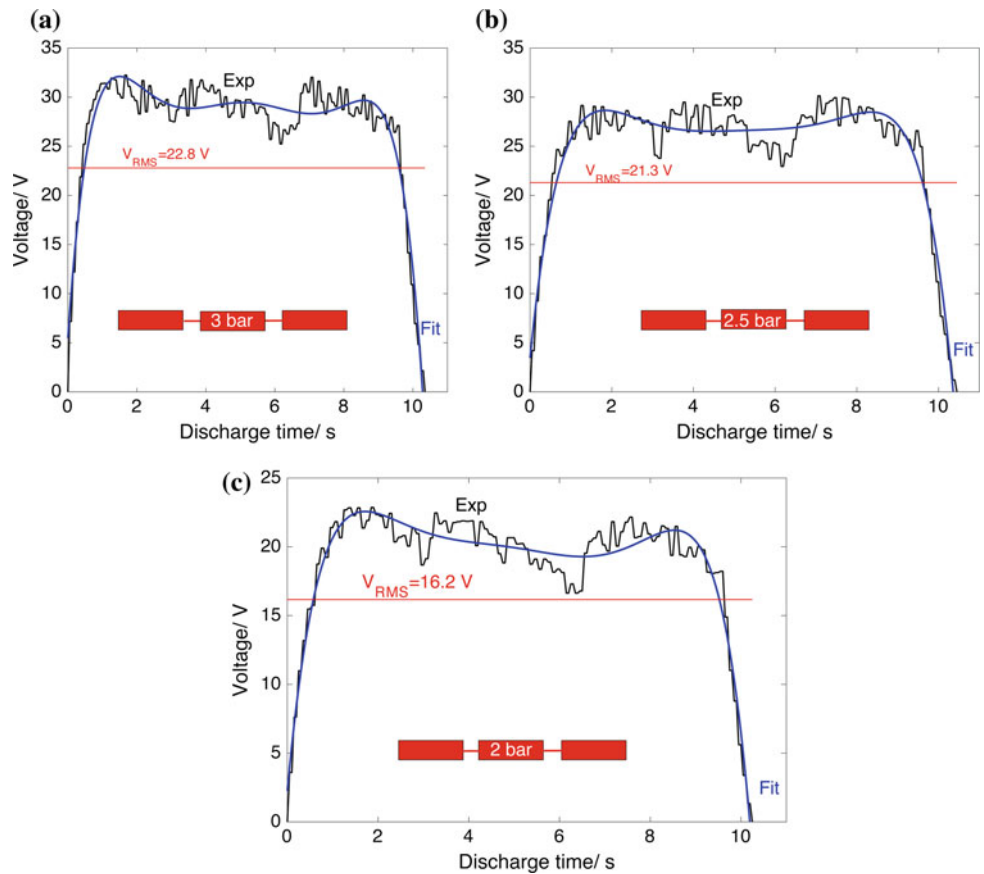 (a)
35
30
25
20
15
10
5
0
Voltage/ V
Exp
V_RMS=22.8 V
3 bar
Fit
0 2 4 6 8 10
Discharge time/ s
(b)
35
30
25
20
15
10
5
0
Voltage/ V
Exp
V_RMS=21.3 V
2.5 bar
Fit
0 2 4 6 8 10
Discharge time/ s
(c)
25
20
15
10
5
0
Voltage/ V
Exp
V_RMS=16.2 V
2 bar
Fit
0 2 4 6 8 10
Discharge time/ s